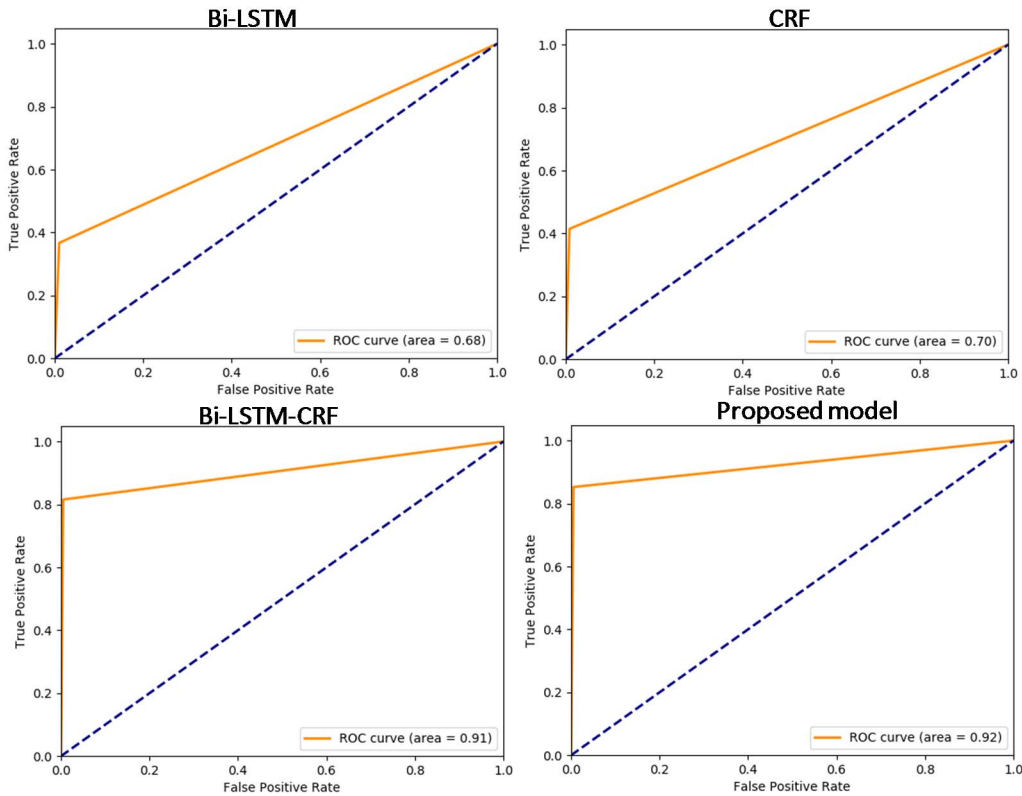 Bi-LSTM
1.0
0.8
0.6
0.4
0.2
0.0
True Positive Rate
ROC curve (area = 0.68)
0.0 0.2 0.4 0.6 0.8 1.0
False Positive Rate
CRF
1.0
0.8
0.6
0.4
0.2
0.0
True Positive Rate
ROC curve (area = 0.70)
0.0 0.2 0.4 0.6 0.8 1.0
False Positive Rate
Bi-LSTM-CRF
1.0
0.8
0.6
0.4
0.2
0.0
True Positive Rate
ROC curve (area = 0.91)
0.0 0.2 0.4 0.6 0.8 1.0
False Positive Rate
Proposed model
1.0
0.8
0.6
0.4
0.2
0.0
True Positive Rate
ROC curve (area = 0.92)
0.0 0.2 0.4 0.6 0.8 1.0
False Positive Rate